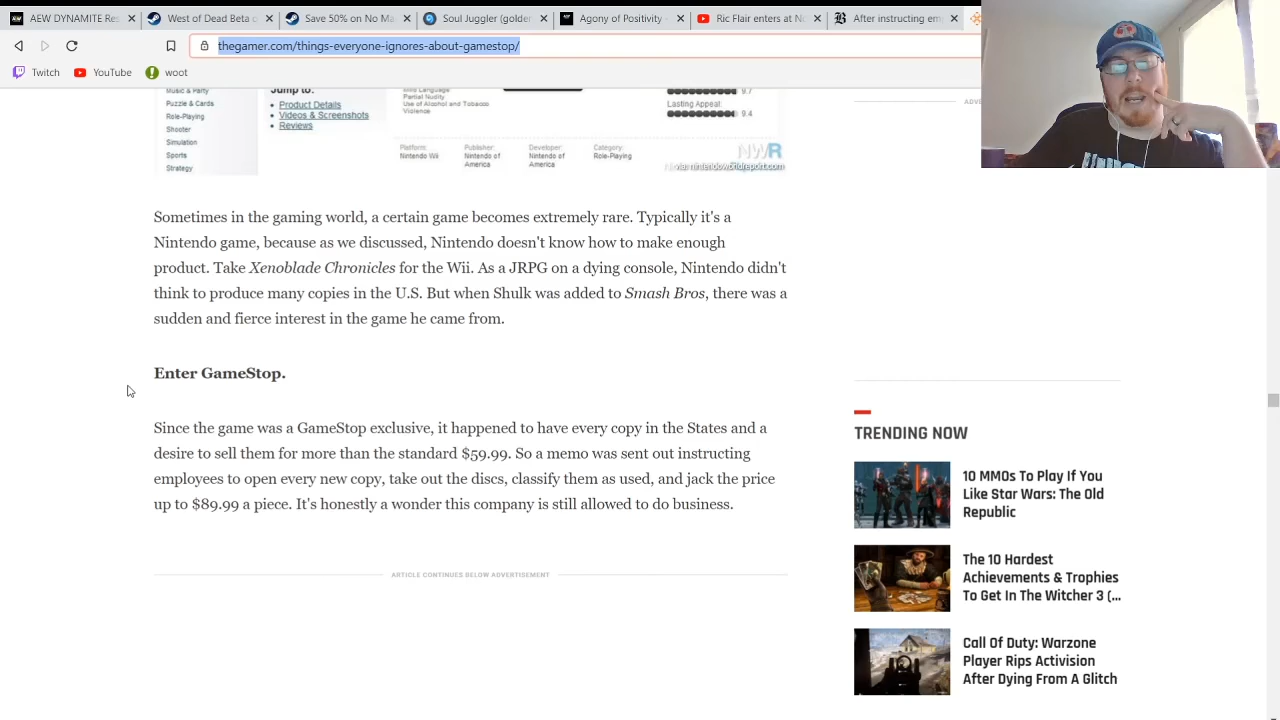 AEW DYNAMITE Res
Steam
Save 50% on No Ma
Soul Juggler (golder
Agony of Positivity -
Ric Flair enters at No
After instructing em
thegamer.com/things-everyone-ignores-about-gamestop/
Twitch
YouTube
woot
Music & Party
Puzzle & Cards
Role-Playing
Shooter
Simulation
Sports
Strategy
Jump to:
• Product Details
• Videos & Screenshots
• Reviews
Mild Language
Partial Nudity
Use of Alcohol and Tobacco
Violence
9.7
Lasting Appeal:
9.4
Platform:
Nintendo Wii
Publisher:
Nintendo of
America
Developer:
Nintendo of
America
Category:
Role-Playing
NWR
via: nintendoworldreport.com
Sometimes in the gaming world, a certain game becomes extremely rare. Typically it's a
Nintendo game, because as we discussed, Nintendo doesn't know how to make enough
product. Take Xenoblade Chronicles for the Wii. As a JRPG on a dying console, Nintendo didn't
think to produce many copies in the U.S. But when Shulk was added to Smash Bros, there was a
sudden and fierce interest in the game he came from.
Enter GameStop.
Since the game was a GameStop exclusive, it happened to have every copy in the States and a
desire to sell them for more than the standard $59.99. So a memo was sent out instructing
employees to open every new copy, take out the discs, classify them as used, and jack the price
up to $89.99 a piece. It's honestly a wonder this company is still allowed to do business.
ARTICLE CONTINUES BELOW ADVERTISEMENT
TRENDING NOW
10 MMOs To Play If You
Like Star Wars: The Old
Republic
The 10 Hardest
Achievements & Trophies
To Get In The Witcher 3 (...
Call Of Duty: Warzone
Player Rips Activision
After Dying From A Glitch